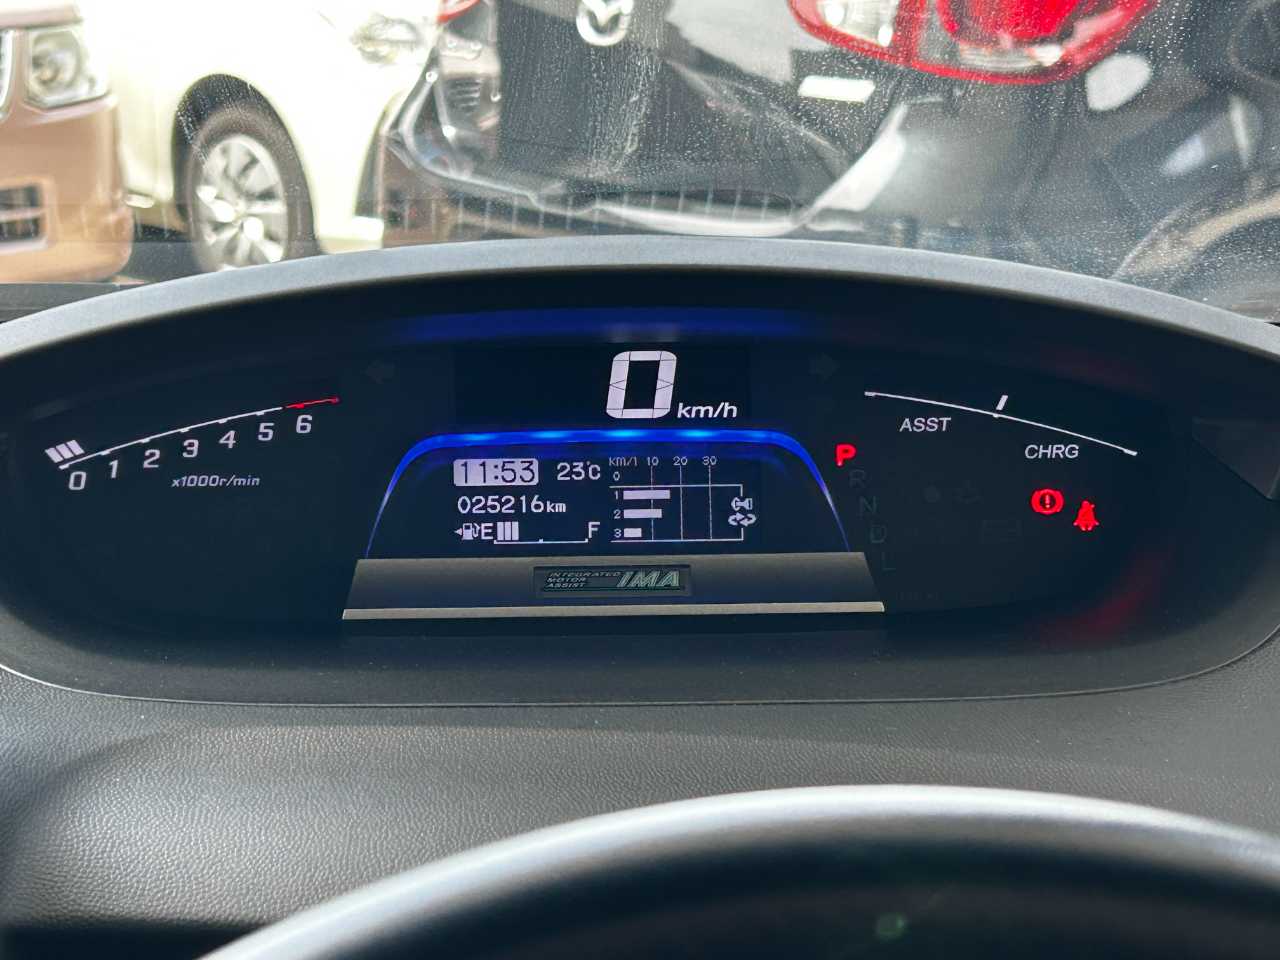 0
km/h
0 1 2 3 4 5 6
x1000r/min
11:53 23℃
025216km
E F
KM/l 10 20 30
0
1
2
3
ASST
CHRG
P
R
N
D
L
INTEGRATED
MOTOR
ASSIST
IMA